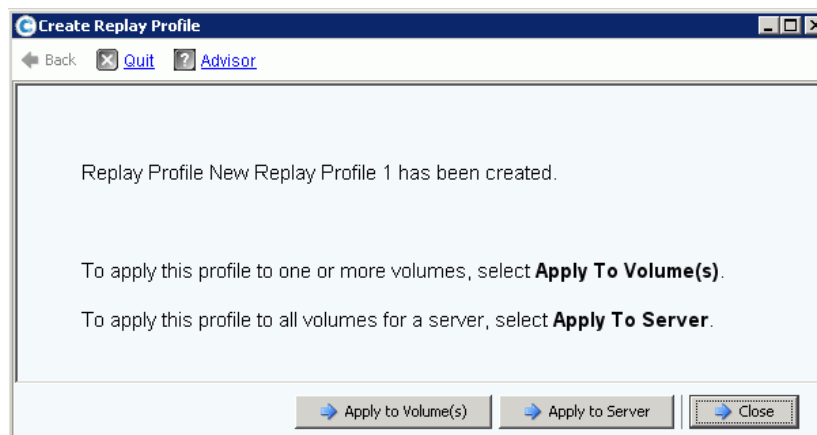 Create Replay Profile
Back Quit Advisor
Replay Profile New Replay Profile 1 has been created.
To apply this profile to one or more volumes, select Apply To Volume(s).
To apply this profile to all volumes for a server, select Apply To Server.
Apply to Volume(s) Apply to Server Close